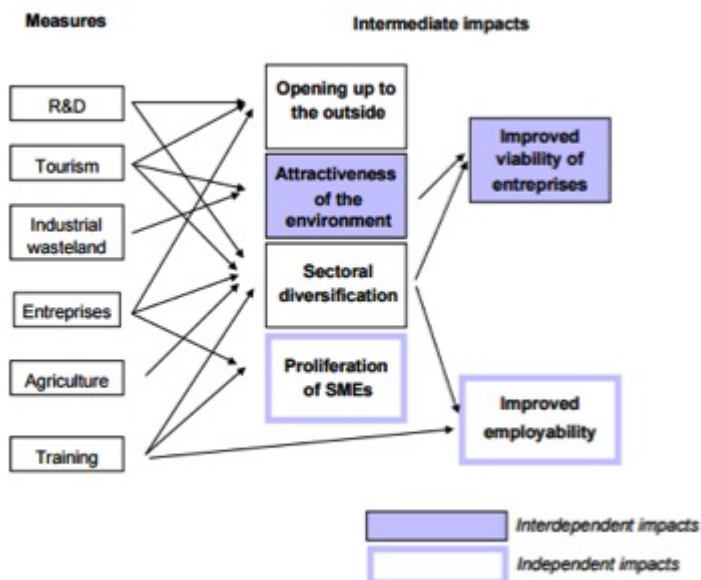 Measures
Intermediate impacts
R&D
Tourism
Industrial
wasteland
Entreprises
Agriculture
Training
Opening up to
the outside
Attractiveness
of the
environment
Sectoral
diversification
Proliferation
of SMEs
Improved
viability of
entreprises
Improved
employability
Interdependent impacts
Independent impacts